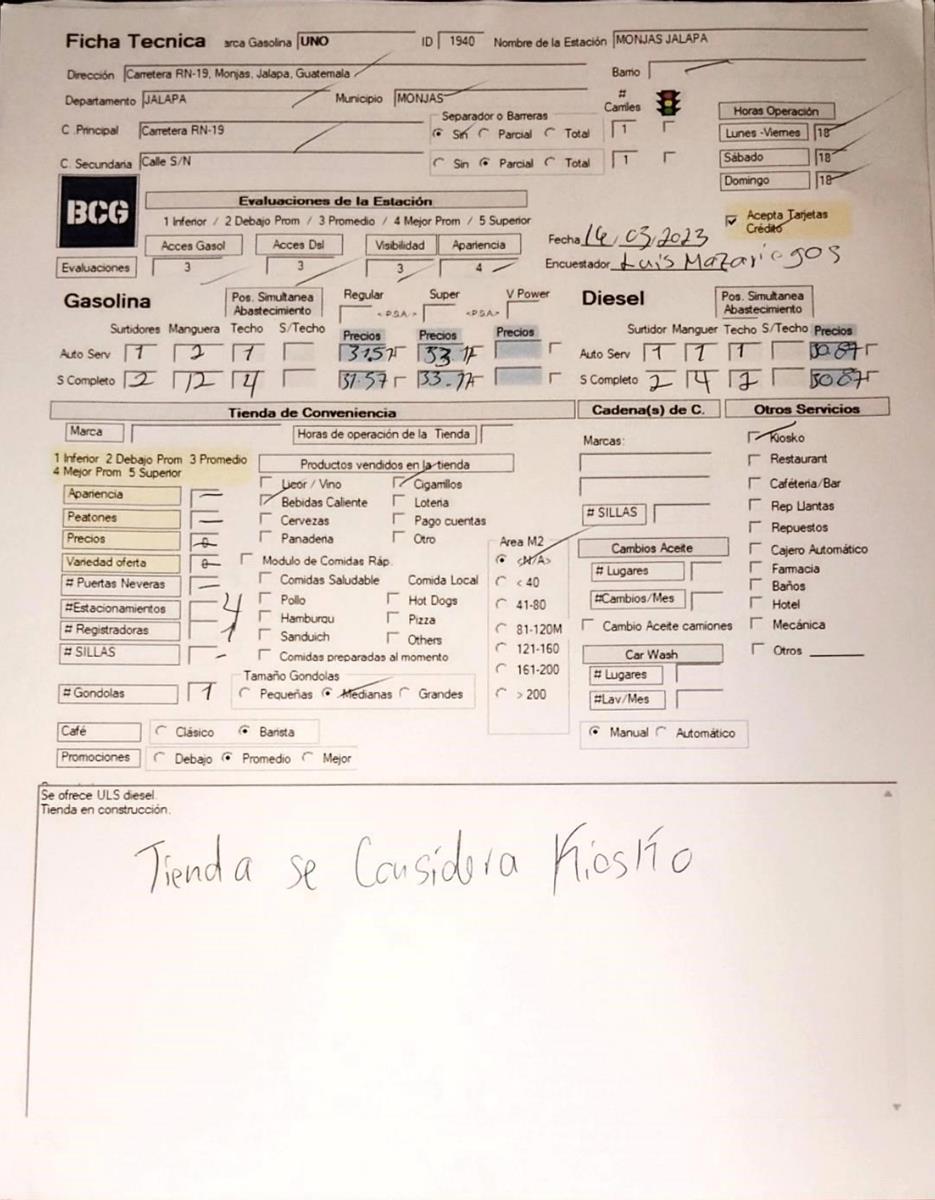 Ficha Tecnica arca Gasolina UNO ID 1940 Nombre de la Estación MONJAS JALAPA
Dirección Carretera RN-19, Monjas, Jalapa, Guatemala Barrio
Departamento JALAPA Municipio MONJAS # Carriles
C .Principal Carretera RN-19 Separador o Barreras Sin Parcial Total 1
C. Secundaria Calle S/N Sin Parcial Total 1
Horas Operación
Lunes -Viernes 18
Sábado 18
Domingo 18
BCG
Evaluaciones de la Estación
1 Inferior / 2 Debajo Prom / 3 Promedio / 4 Mejor Prom / 5 Superior
Acepta Tarjetas Crédito
Acces Gasol Acces Dsl Visibilidad Apariencia
Evaluaciones 3 3 3 4
Fecha 14/03/2023
Encuestador Luis Mazariegos
Gasolina Pos. Simultanea Abastecimiento Regular Super V Power
<P.S.A.> <P.S.A>
Surtidores Manguera Techo S/Techo Precios Precios Precios
Auto Serv 1 2 1 31.57 33.17
S Completo 2 12 4 31.57 33.17
Diesel Pos. Simultanea Abastecimiento
Surtidor Manguer Techo S/Techo Precios
Auto Serv 1 1 1 30.87
S Completo 2 4 2 30.87
Tienda de Conveniencia
Marca Horas de operación de la Tienda
1 Inferior 2 Debajo Prom 3 Promedio
4 Mejor Prom 5 Superior
Apariencia
Peatones
Precios
Variedad oferta
# Puertas Neveras
#Estacionamientos 4
# Registradoras 1
# SILLAS
# Gondolas 1
Productos vendidos en la tienda
Licor / Vino Cigarrillos
Bebidas Caliente Loteria
Cervezas Pago cuentas
Panaderia Otro
Modulo de Comidas Ráp.
Comidas Saludable Comida Local
Pollo Hot Dogs
Hamburqu Pizza
Sanduich Others
Comidas preparadas al momento
Tamaño Gondolas
Pequeñas Medianas Grandes
Area M2
<N/A>
< 40
41-80
81-120M
121-160
161-200
> 200
Café Clásico Barista
Promociones Debajo Promedio Mejor
Cadena(s) de C.
Marcas:
# SILLAS
Cambios Aceite
# Lugares
#Cambios/Mes
Cambio Aceite camiones
Car Wash
# Lugares
#Lav/Mes
Manual Automático
Otros Servicios
Kiosko
Restaurant
Caféteria/Bar
Rep Llantas
Repuestos
Cajero Automático
Farmacia
Baños
Hotel
Mecánica
Otros
Se ofrece ULS diesel.
Tienda en construcción.
Tienda se Considera Kiosko